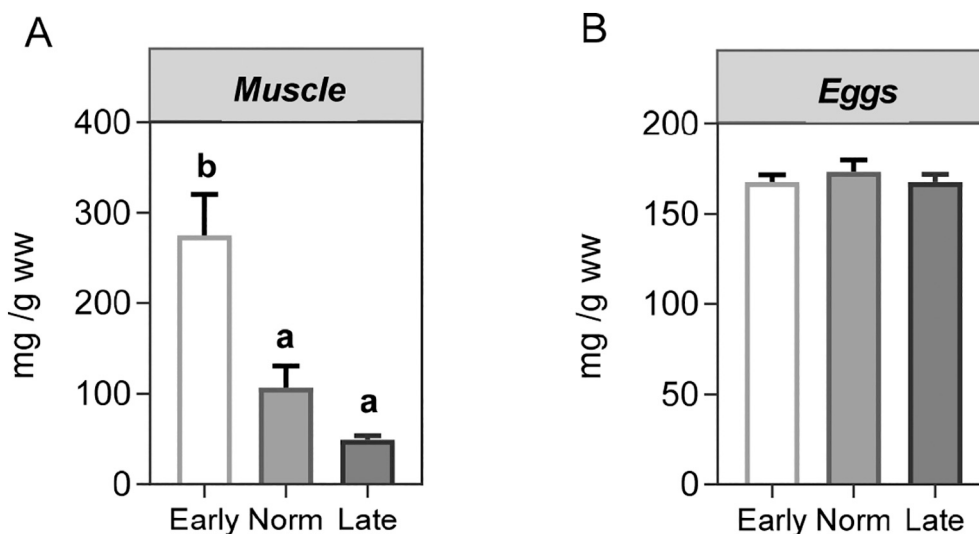 A
Muscle
mg /g ww
400
300
200
100
0
b
a
a
Early Norm Late
B
Eggs
mg /g ww
200
150
100
50
0
Early Norm Late